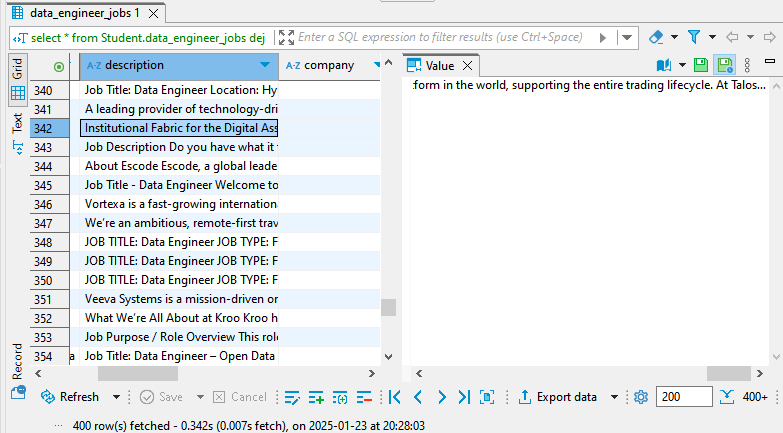 data_engineer_jobs 1
select * from Student.data_engineer_jobs dej
Enter a SQL expression to filter results (use Ctrl+Space)
Grid
Text
Record
description company
340 Job Title: Data Engineer Location: Hy
341 A leading provider of technology-dri
342 Institutional Fabric for the Digital Ass
343 Job Description Do you have what it
344 About Escode Escode, a global leade
345 Job Title - Data Engineer Welcome to
346 Vortexa is a fast-growing internationa
347 We're an ambitious, remote-first trav
348 JOB TITLE: Data Engineer JOB TYPE: F
349 JOB TITLE: Data Engineer JOB TYPE: F
350 JOB TITLE: Data Engineer JOB TYPE: F
351 Veeva Systems is a mission-driven or
352 What We're All About at Kroo Kroo h
353 Job Purpose / Role Overview This role
354 a Job Title: Data Engineer – Open Data
Value
form in the world, supporting the entire trading lifecycle. At Talos...
Refresh Save Cancel Export data 200 400+
400 row(s) fetched - 0.342s (0.007s fetch), on 2025-01-23 at 20:28:03